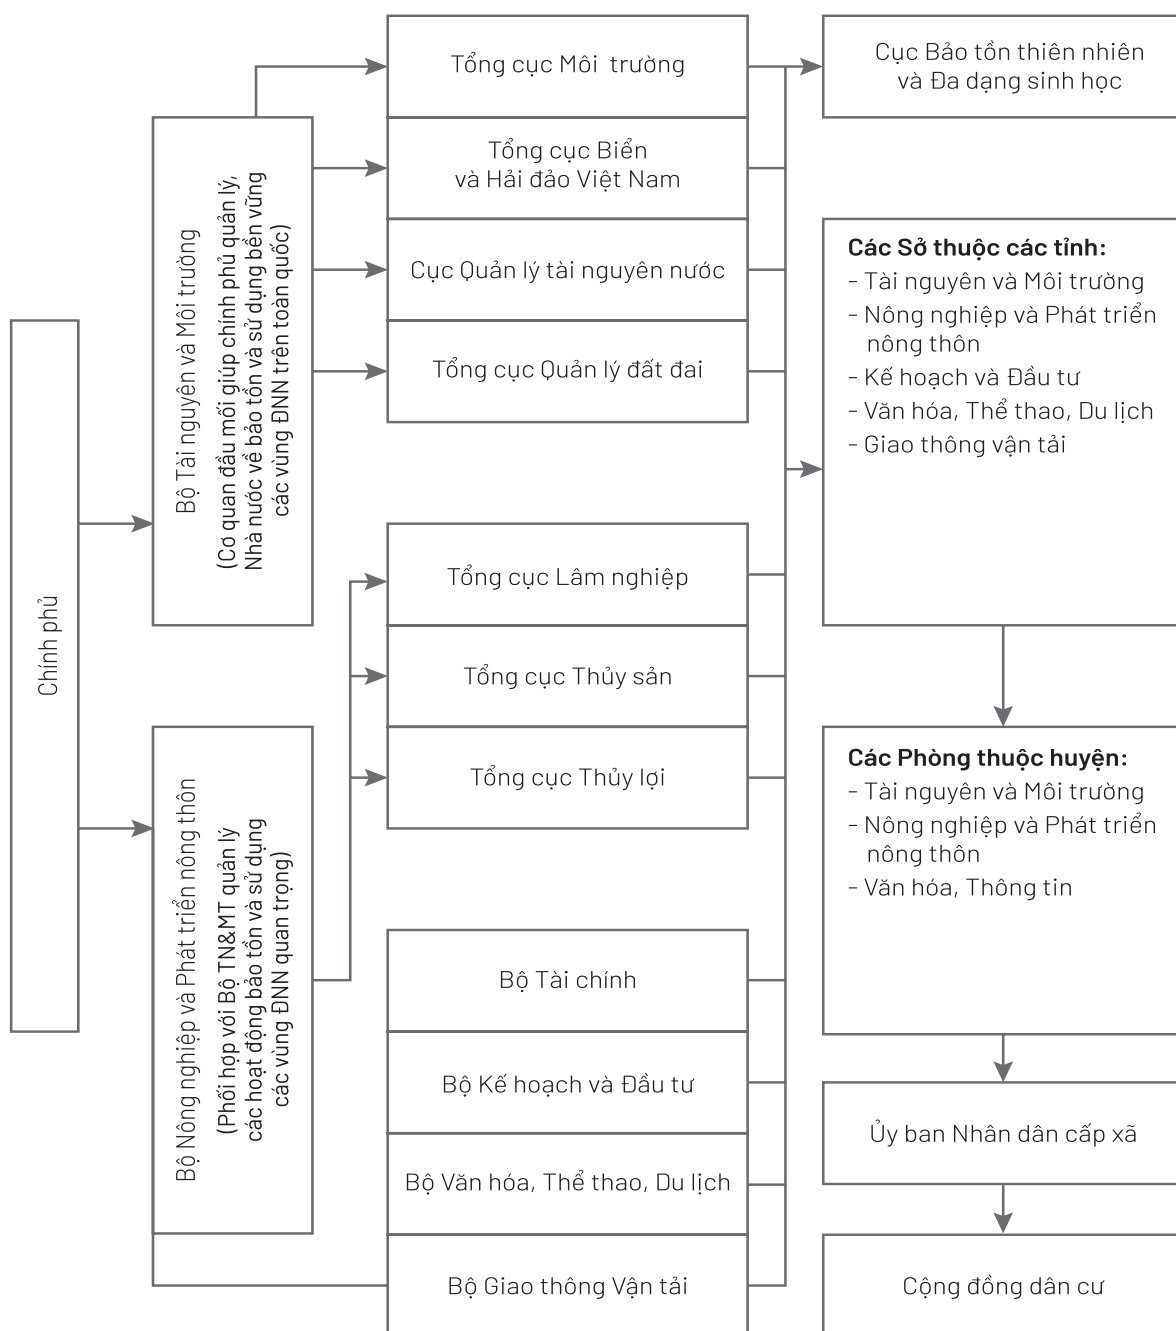 Chính phủ
Bộ Tài nguyên và Môi trường
(Cơ quan đầu mối giúp chính phủ quản lý,
Nhà nước về bảo tồn và sử dụng bền vững
các vùng ĐNN trên toàn quốc)
Bộ Nông nghiệp và Phát triển nông thôn
(Phối hợp với Bộ TN&MT quản lý
các hoạt động bảo tồn và sử dụng
các vùng ĐNN quan trọng)
Tổng cục Môi trường
Tổng cục Biển
và Hải đảo Việt Nam
Cục Quản lý tài nguyên nước
Tổng cục Quản lý đất đai
Tổng cục Lâm nghiệp
Tổng cục Thủy sản
Tổng cục Thủy lợi
Bộ Tài chính
Bộ Kế hoạch và Đầu tư
Bộ Văn hóa, Thể thao, Du lịch
Bộ Giao thông Vận tải
Cục Bảo tồn thiên nhiên
và Đa dạng sinh học
Các Sở thuộc các tỉnh:
- Tài nguyên và Môi trường
- Nông nghiệp và Phát triển
nông thôn
- Kế hoạch và Đầu tư
- Văn hóa, Thể thao, Du lịch
- Giao thông vận tải
Các Phòng thuộc huyện:
- Tài nguyên và Môi trường
- Nông nghiệp và Phát triển
nông thôn
- Văn hóa, Thông tin
Ủy ban Nhân dân cấp xã
Cộng đồng dân cư